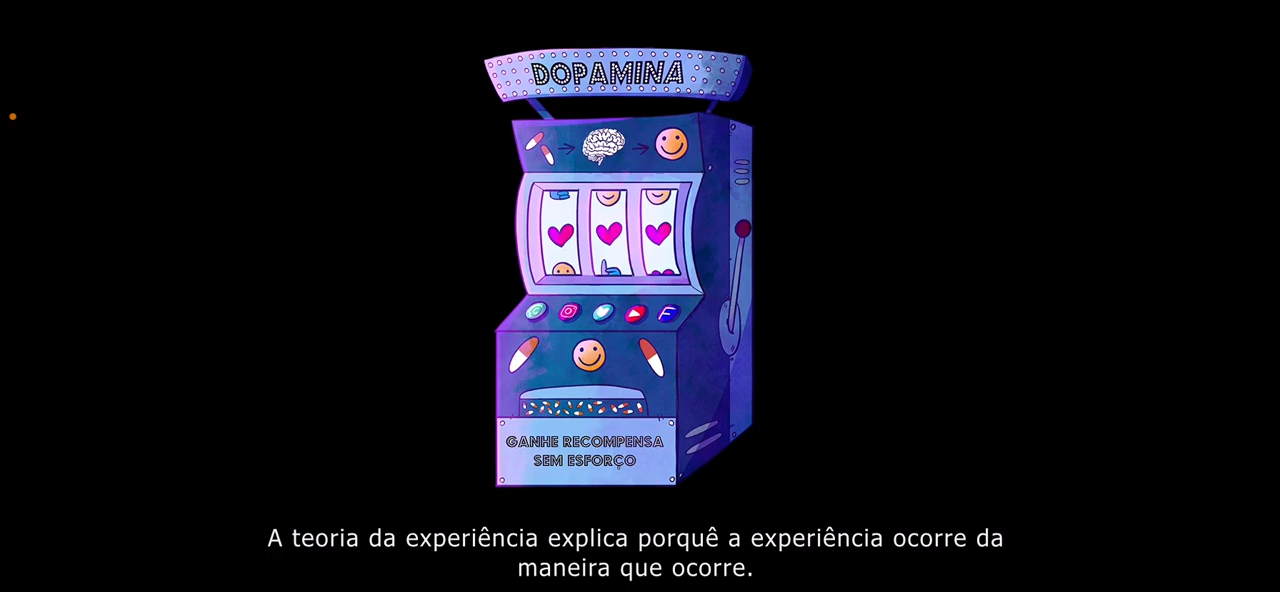 DOPAMINA
GANHE RECOMPENSA
SEM ESFORÇO
A teoria da experiência explica porquê a experiência ocorre da
maneira que ocorre.